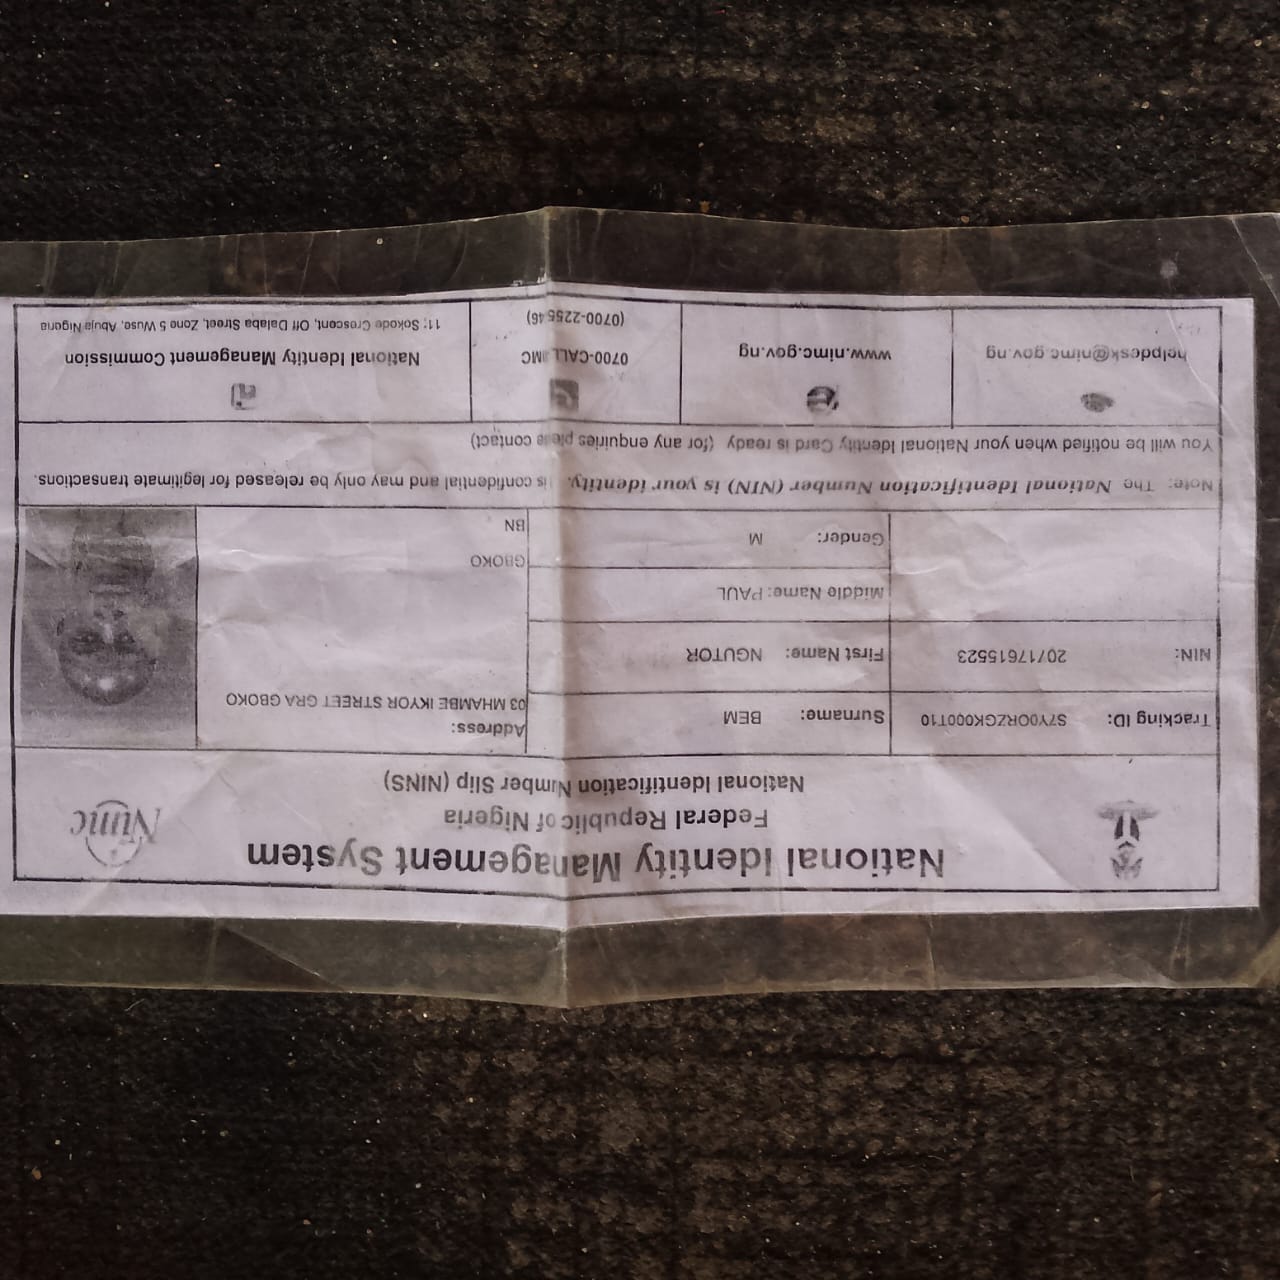 National Identity Management System
Federal Republic of Nigeria
National Identification Number Slip (NINS)
Nimc
Tracking ID: S7Y0ORZGK000T10
Surname: BEM
Address:
03 MHAMBE IKYOR STREET GRA GBOKO
NIN: 20717615523
First Name: NGUTOR
Middle Name: PAUL
Gender: M
GBOKO
BN
Note: The National Identification Number (NIN) is your identity. is confidential and may only be released for legitimate transactions.
You will be notified when your National Identity Card is ready (for any enquiries please contact)
helpdesk@nimc.gov.ng
www.nimc.gov.ng
0700-CALL NIMC
(0700-2255 46)
National Identity Management Commission
11; Sokode Crescent, Off Dalaba Street, Zone 5 Wuse, Abuja Nigeria